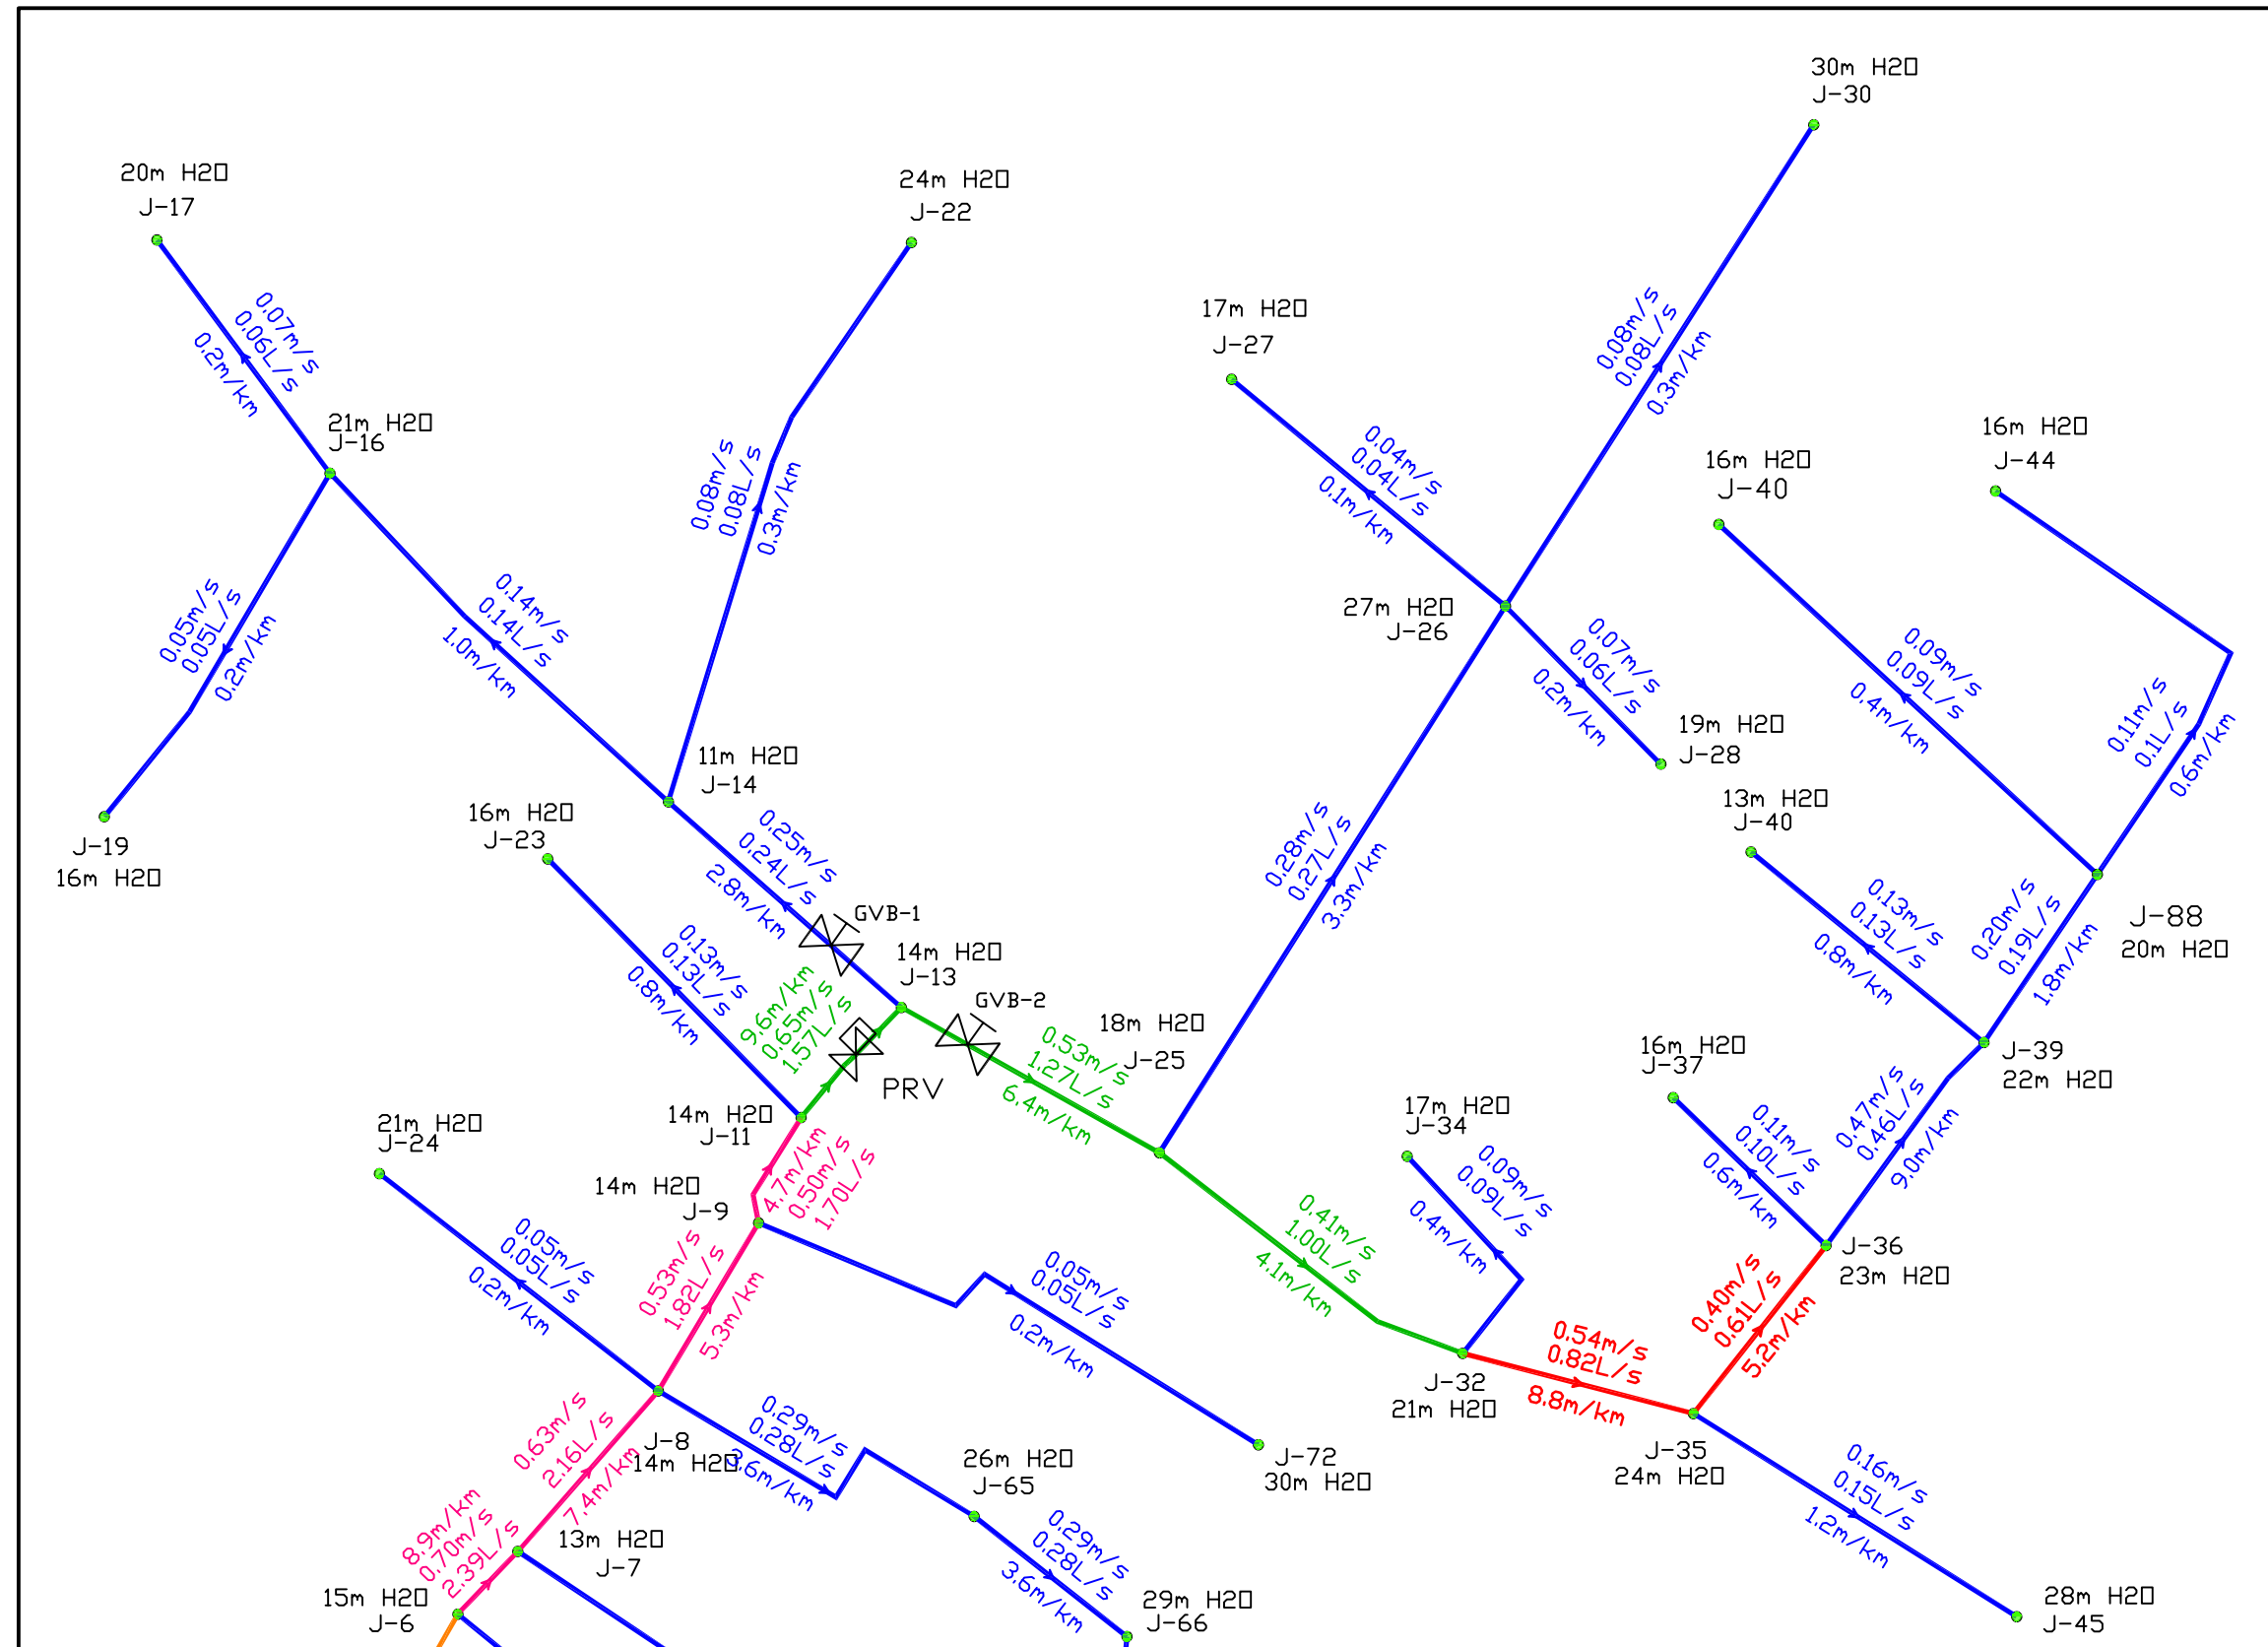 30m H2O
J-30
20m H2O
J-17
24m H2O
J-22
0.07m/s
0.06L/s
0.2m/km
17m H2O
J-27
0.08m/s
0.08L/s
0.3m/km
21m H2O
J-16
0.08m/s
0.08L/s
0.3m/km
0.04m/s
0.04L/s
0.1m/km
16m H2O
J-40
16m H2O
J-44
0.05m/s
0.05L/s
0.2m/km
0.14m/s
0.14L/s
1.0m/km
27m H2O
J-26
0.07m/s
0.06L/s
0.2m/km
0.09m/s
0.09L/s
0.4m/km
0.11m/s
0.1L/s
0.6m/km
19m H2O
J-28
11m H2O
J-14
16m H2O
J-23
13m H2O
J-40
J-19
16m H2O
0.25m/s
0.24L/s
2.8m/km
0.28m/s
0.27L/s
3.3m/km
0.13m/s
0.13L/s
0.8m/km
0.20m/s
0.19L/s
1.8m/km
J-88
20m H2O
GVB-1
14m H2O
J-13
0.13m/s
0.13L/s
0.8m/km
9.6m/km
0.65m/s
1.57L/s
GVB-2
PRV
18m H2O
J-25
0.53m/s
1.27L/s
6.4m/km
16m H2O
J-37
J-39
22m H2O
21m H2O
J-24
14m H2O
J-11
17m H2O
J-34
0.11m/s
0.10L/s
0.6m/km
0.47m/s
0.46L/s
9.0m/km
14m H2O
J-9
4.7m/km
0.50m/s
1.70L/s
0.09m/s
0.09L/s
0.4m/km
0.05m/s
0.05L/s
0.2m/km
0.53m/s
1.82L/s
5.3m/km
0.05m/s
0.05L/s
0.2m/km
0.41m/s
1.00L/s
4.1m/km
J-36
23m H2O
0.40m/s
0.61L/s
5.2m/km
0.54m/s
0.82L/s
8.8m/km
J-32
21m H2O
0.63m/s
2.16L/s
7.4m/km
J-8
14m H2O
0.29m/s
0.28L/s
3.6m/km
26m H2O
J-65
J-72
30m H2O
J-35
24m H2O
0.16m/s
0.15L/s
1.2m/km
8.9m/km
0.70m/s
2.39L/s
13m H2O
J-7
0.29m/s
0.28L/s
3.6m/km
15m H2O
J-6
29m H2O
J-66
28m H2O
J-45